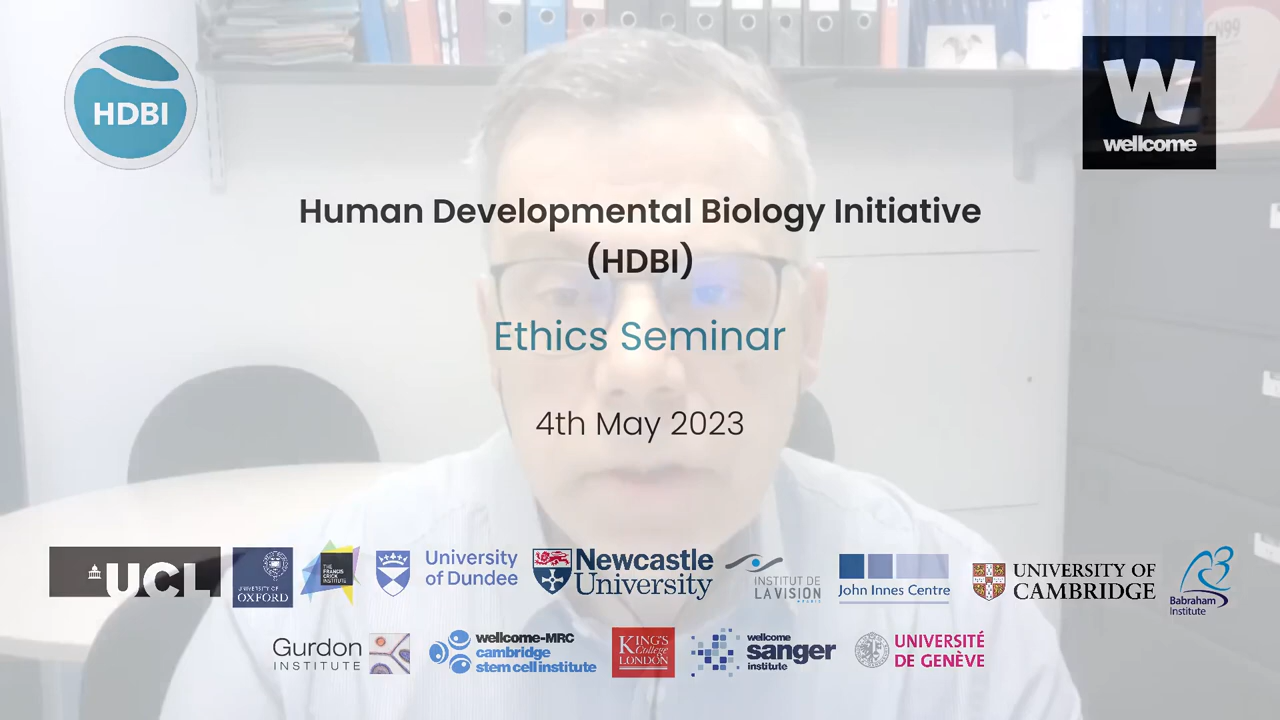 HDBI
CN99
W
wellcome
Human Developmental Biology Initiative
(HDBI)
Ethics Seminar
4th May 2023
UCL
UNIVERSITY OF
OXFORD
THE
FRANCIS
CRICK
INSTITUTE
University
of Dundee
Newcastle
University
INSTITUT DE
LA VISION
PARIS
John Innes Centre
UNIVERSITY OF
CAMBRIDGE
Babraham
Institute
Gurdon
INSTITUTE
wellcome-MRC
cambridge
stem cell institute
KING'S
College
LONDON
wellcome
sanger
institute
UNIVERSITÉ
DE GENÈVE